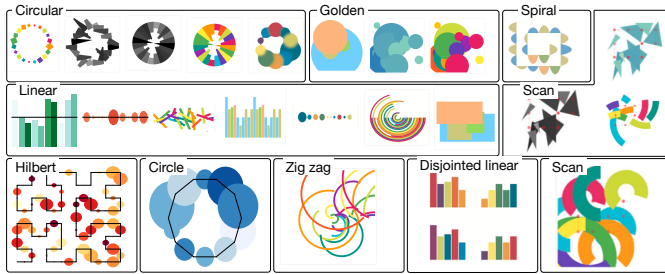 Circular
Golden
Spiral
Linear
Scan
Hilbert
Circle
Zig zag
Disjointed linear
Scan